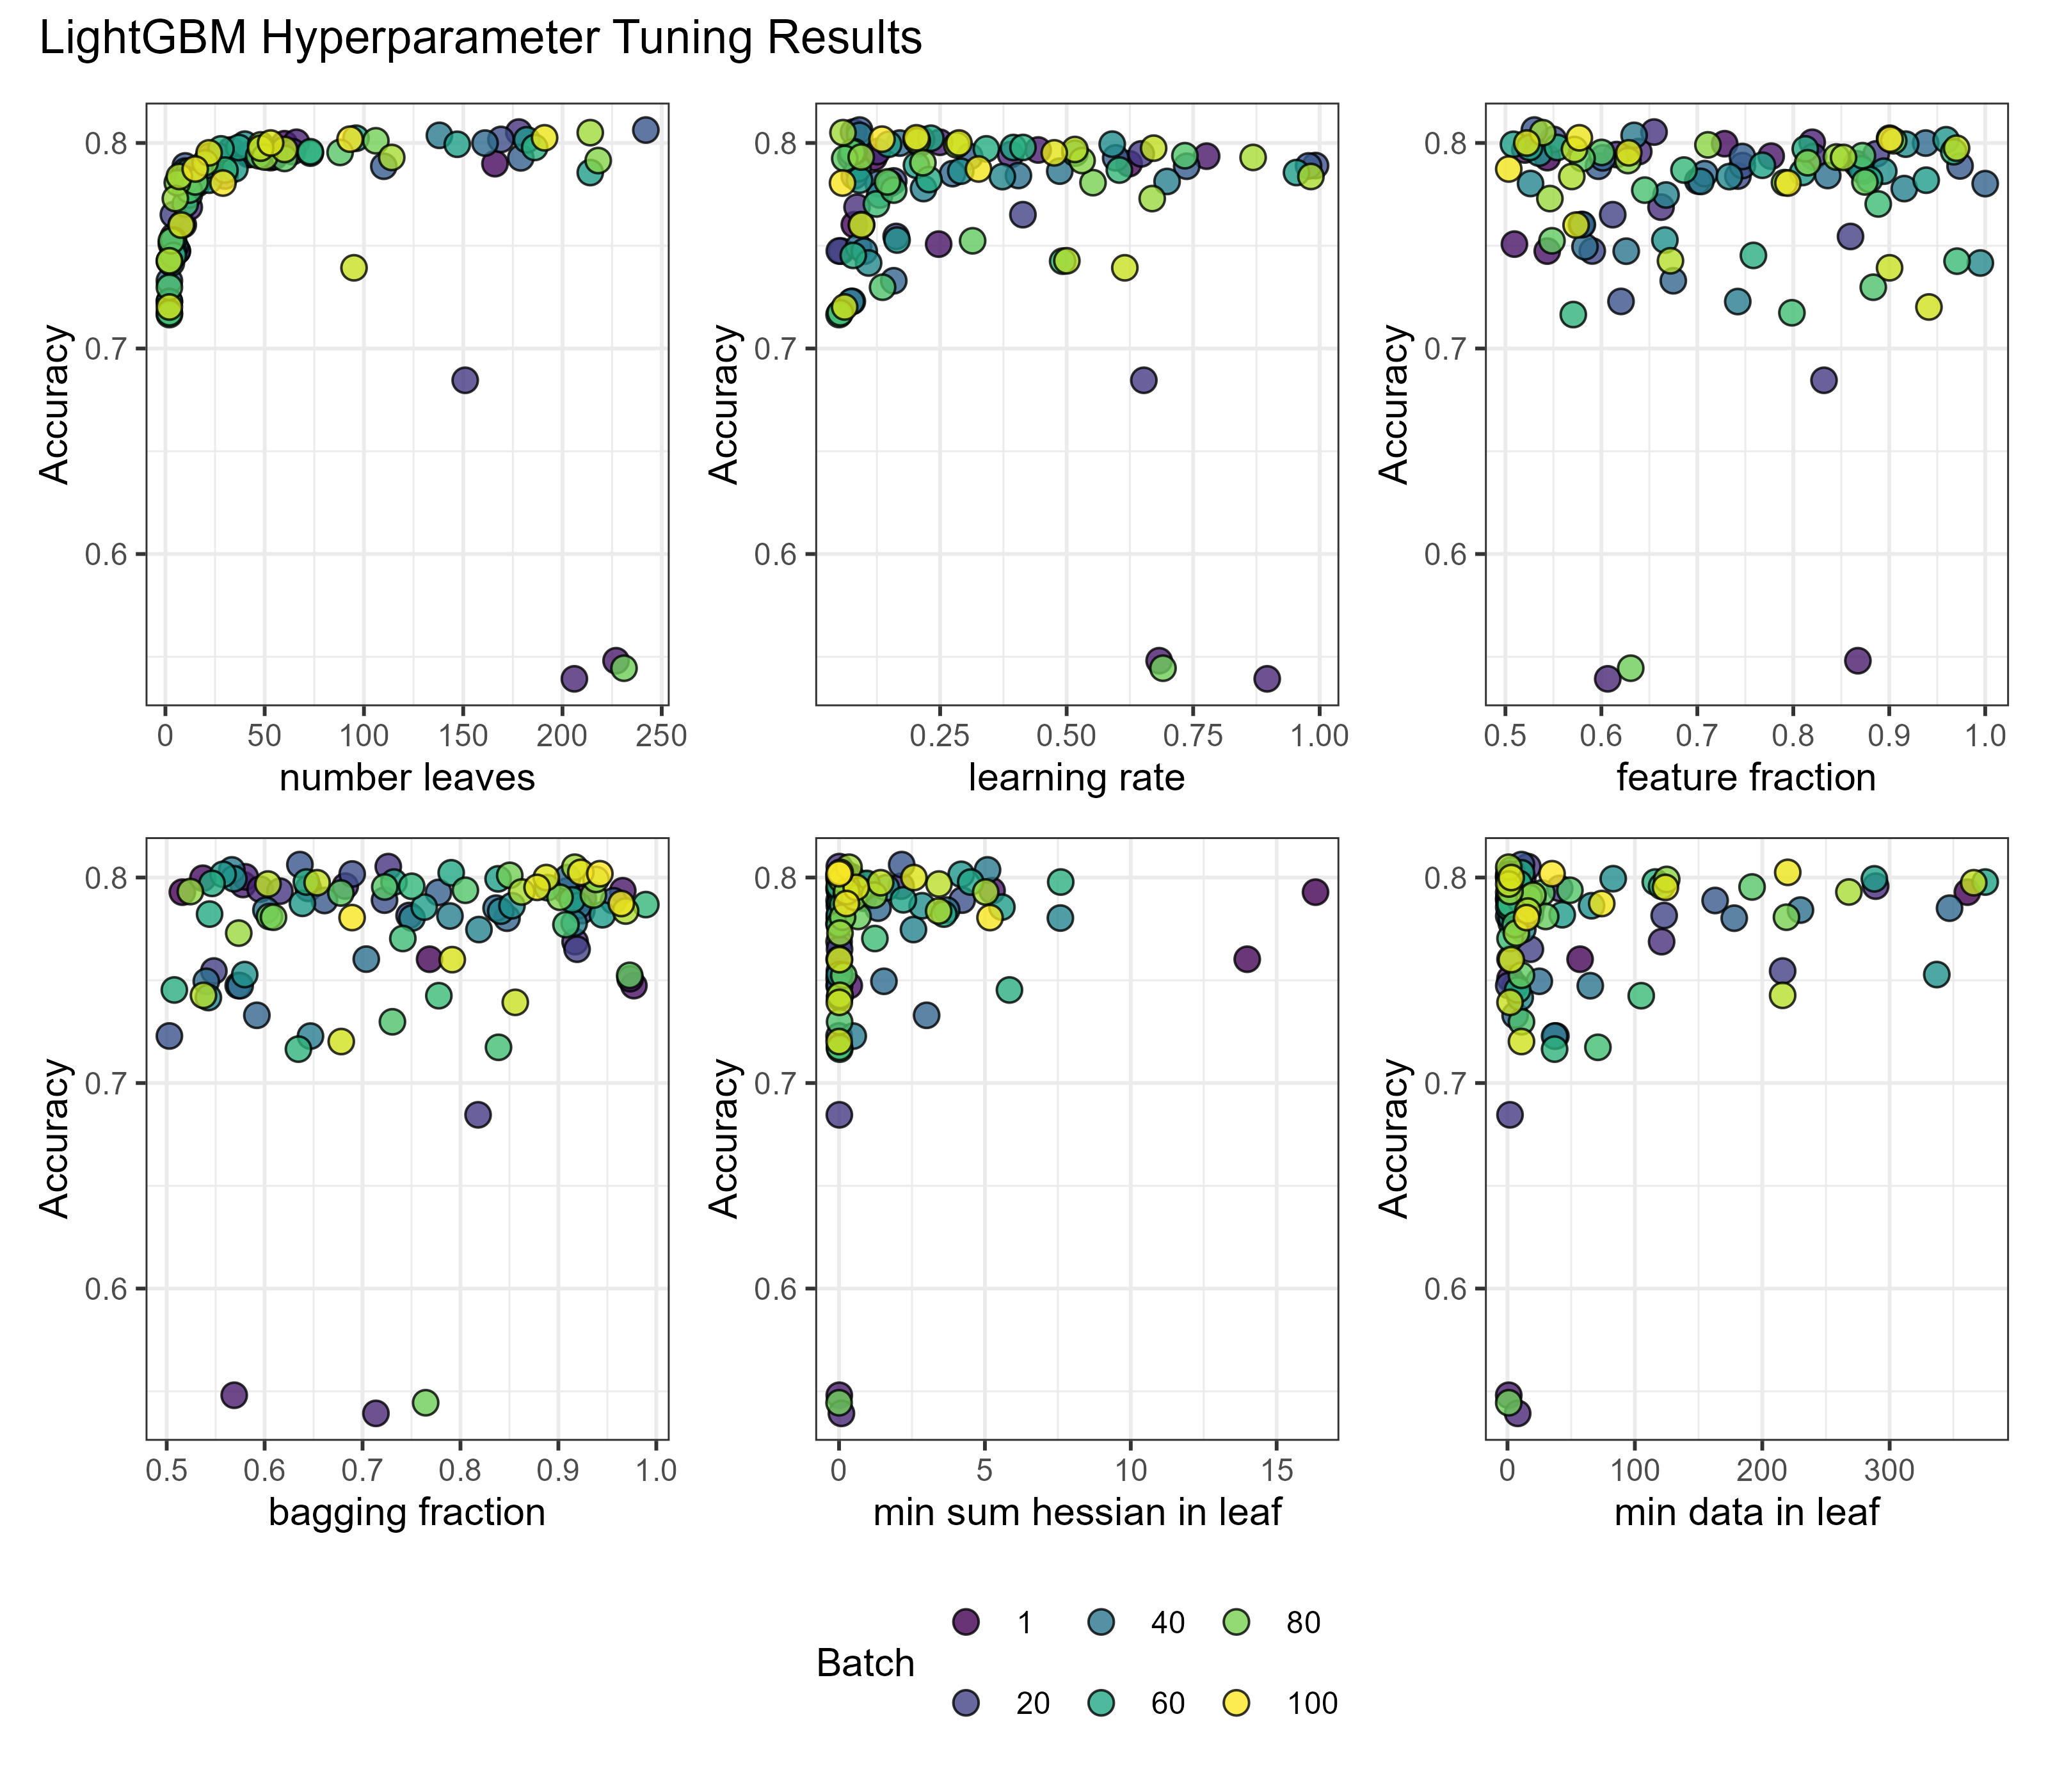 LightGBM Hyperparameter Tuning Results
Accuracy
0.8
0.7
0.6
0 50 100 150 200 250
number leaves
Accuracy
0.8
0.7
0.6
0.25 0.50 0.75 1.00
learning rate
Accuracy
0.8
0.7
0.6
0.5 0.6 0.7 0.8 0.9 1.0
feature fraction
Accuracy
0.8
0.7
0.6
0.5 0.6 0.7 0.8 0.9 1.0
bagging fraction
Accuracy
0.8
0.7
0.6
0 5 10 15
min sum hessian in leaf
Accuracy
0.8
0.7
0.6
0 100 200 300
min data in leaf
Batch
1 40 80
20 60 100